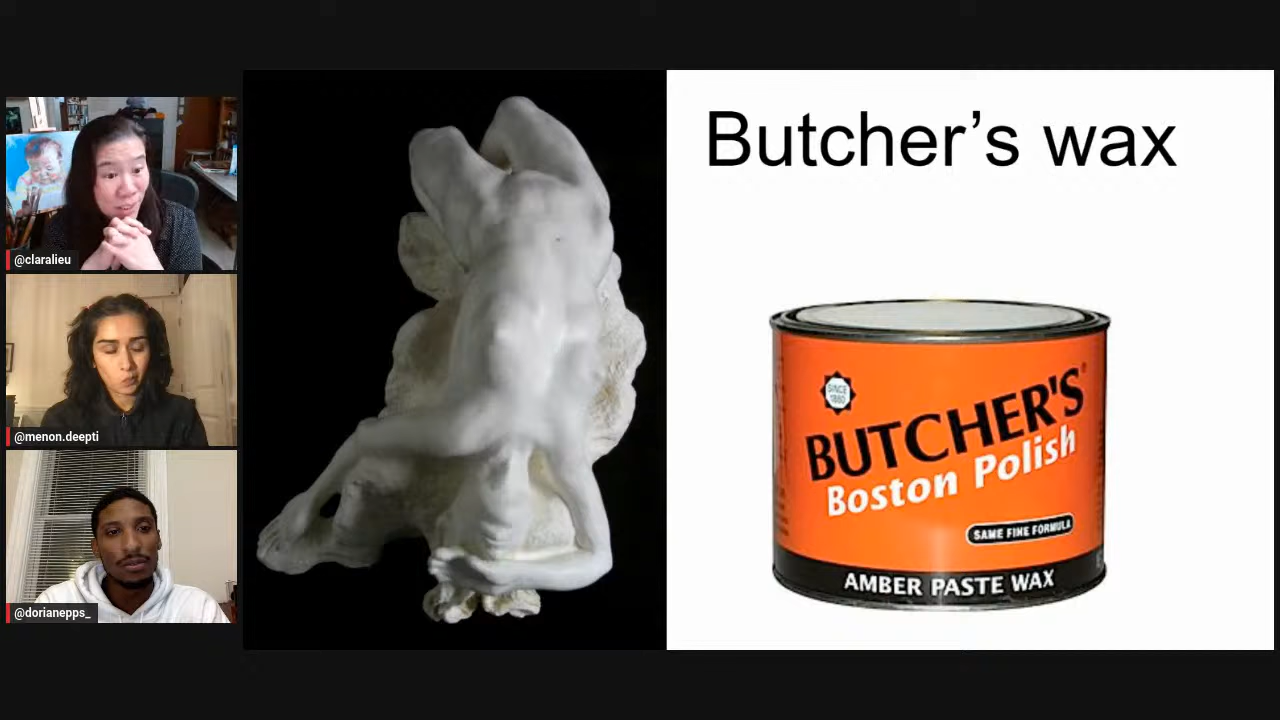 @claralieu
@menon.deepti
@dorianepps_
Butcher's wax
SINCE
1880
BUTCHER'S®
Boston Polish
SAME FINE FORMULA
AMBER PASTE WAX